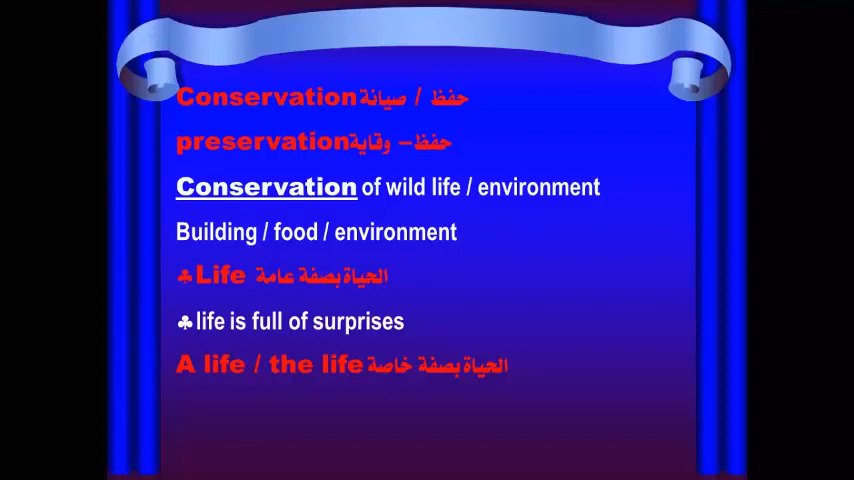 Conservation حفظ / صيانة
preservation حفظ – وقاية
Conservation of wild life / environment
Building / food / environment
♣Life الحياة بصفة عامة
♣life is full of surprises
A life / the life الحياة بصفة خاصة